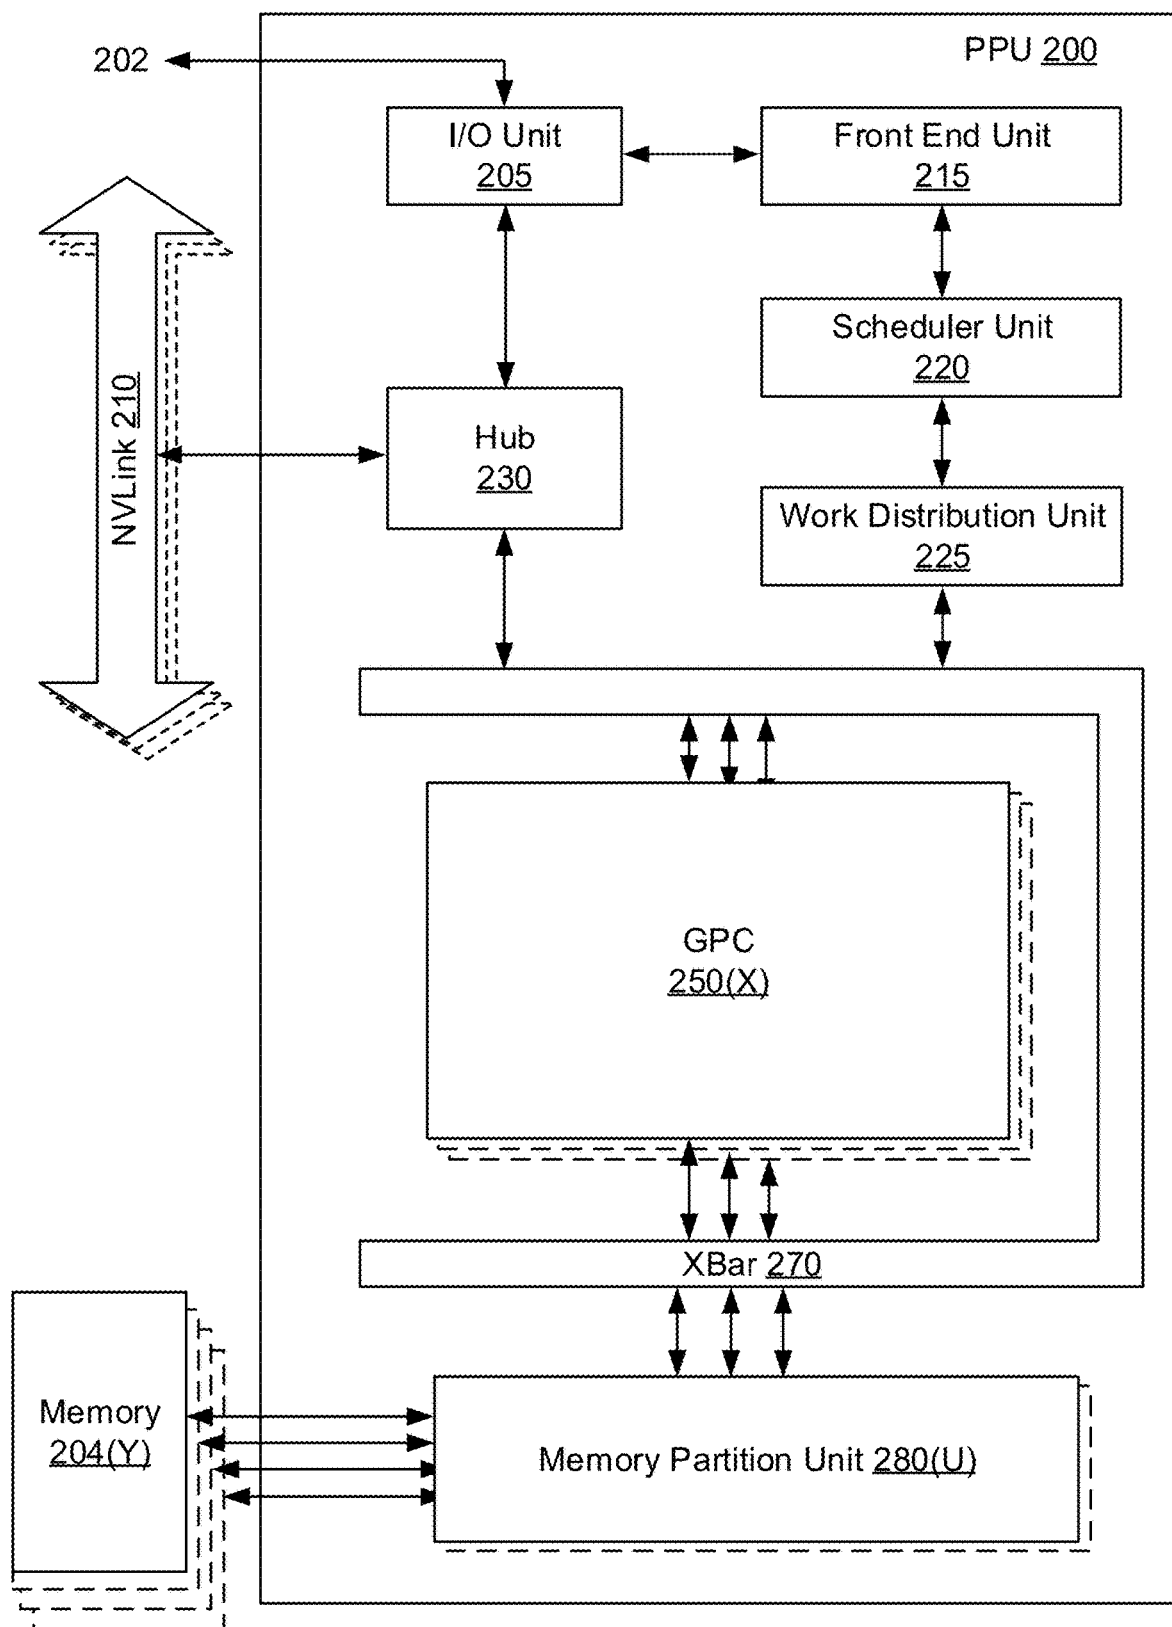 PPU 200
202
I/O Unit
205
Front End Unit
215
Scheduler Unit
220
NVLink 210
Hub
230
Work Distribution Unit
225
GPC
250(X)
XBar 270
Memory
204(Y)
Memory Partition Unit 280(U)